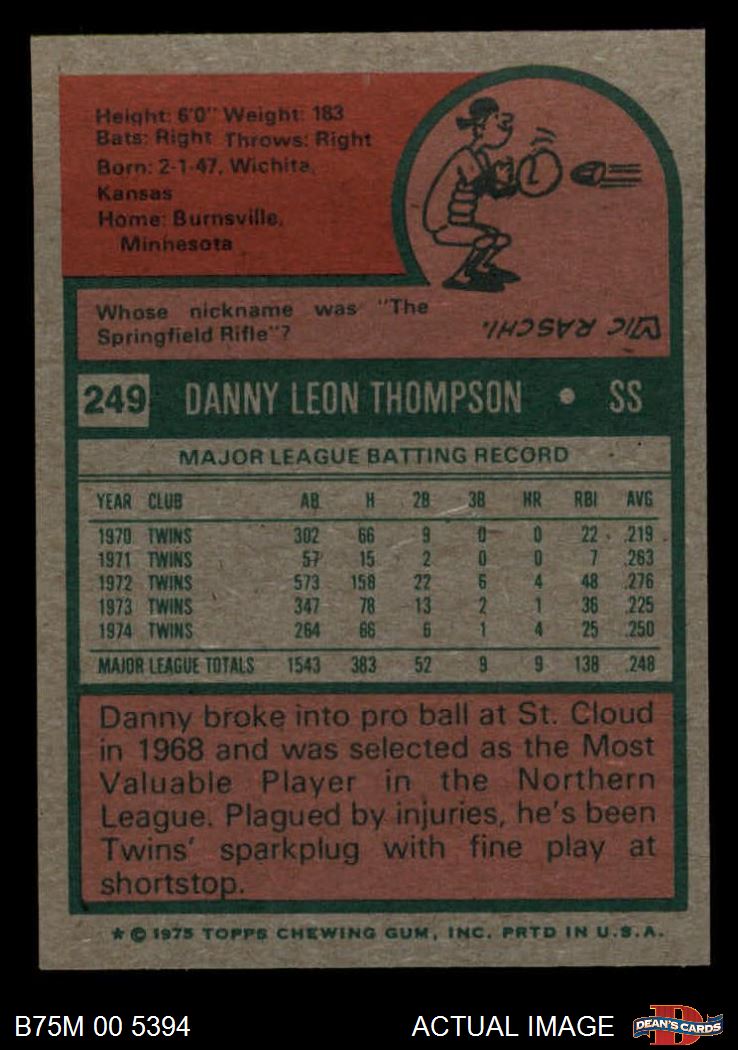 Height: 6'0" Weight: 183
Bats: Right Throws: Right
Born: 2-1-47, Wichita,
Kansas
Home: Burnsville,
Minnesota
Whose nickname was "The
Springfield Rifle"?
VIC RASCHI.
249 DANNY LEON THOMPSON • SS
MAJOR LEAGUE BATTING RECORD
YEAR CLUB AB H 2B 3B HR RBI AVG
1970 TWINS 302 66 9 0 0 22 .219
1971 TWINS 57 15 2 0 0 7 .263
1972 TWINS 573 158 22 6 4 48 .276
1973 TWINS 347 78 13 2 1 36 .225
1974 TWINS 264 66 6 1 4 25 .250
MAJOR LEAGUE TOTALS 1543 383 52 9 9 138 .248
Danny broke into pro ball at St. Cloud
in 1968 and was selected as the Most
Valuable Player in the Northern
League. Plagued by injuries, he's been
Twins' sparkplug with fine play at
shortstop.
★ © 1975 TOPPS CHEWING GUM, INC. PRTD IN U.S.A.
B75M 00 5394 ACTUAL IMAGE D DEAN'S CARDS